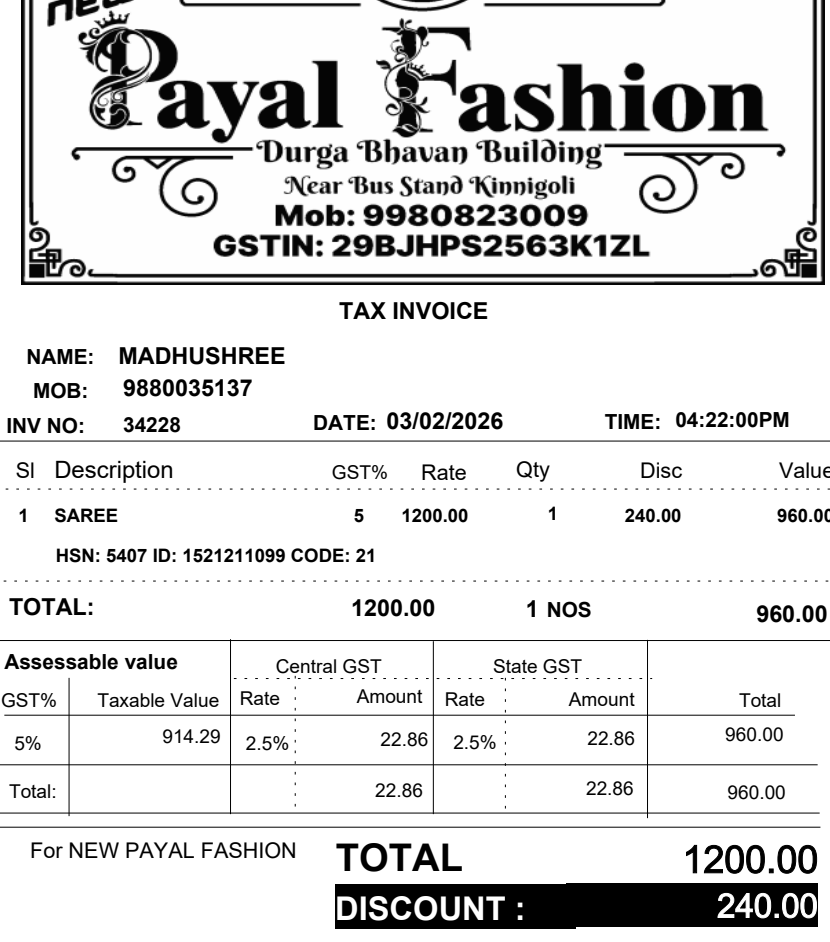 new
Payal Fashion
Durga Bhavan Building
Near Bus Stand Kinnigoli
Mob: 9980823009
GSTIN: 29BJHPS2563K1ZL
TAX INVOICE
NAME: MADHUSHREE
MOB: 9880035137
INV NO: 34228 DATE: 03/02/2026 TIME: 04:22:00PM
Sl Description GST% Rate Qty Disc Value
1 SAREE 5 1200.00 1 240.00 960.00
HSN: 5407 ID: 1521211099 CODE: 21
TOTAL: 1200.00 1 NOS 960.00
Assessable value Central GST State GST
GST% Taxable Value Rate Amount Rate Amount Total
5% 914.29 2.5% 22.86 2.5% 22.86 960.00
Total: 22.86 22.86 960.00
For NEW PAYAL FASHION TOTAL 1200.00
DISCOUNT : 240.00